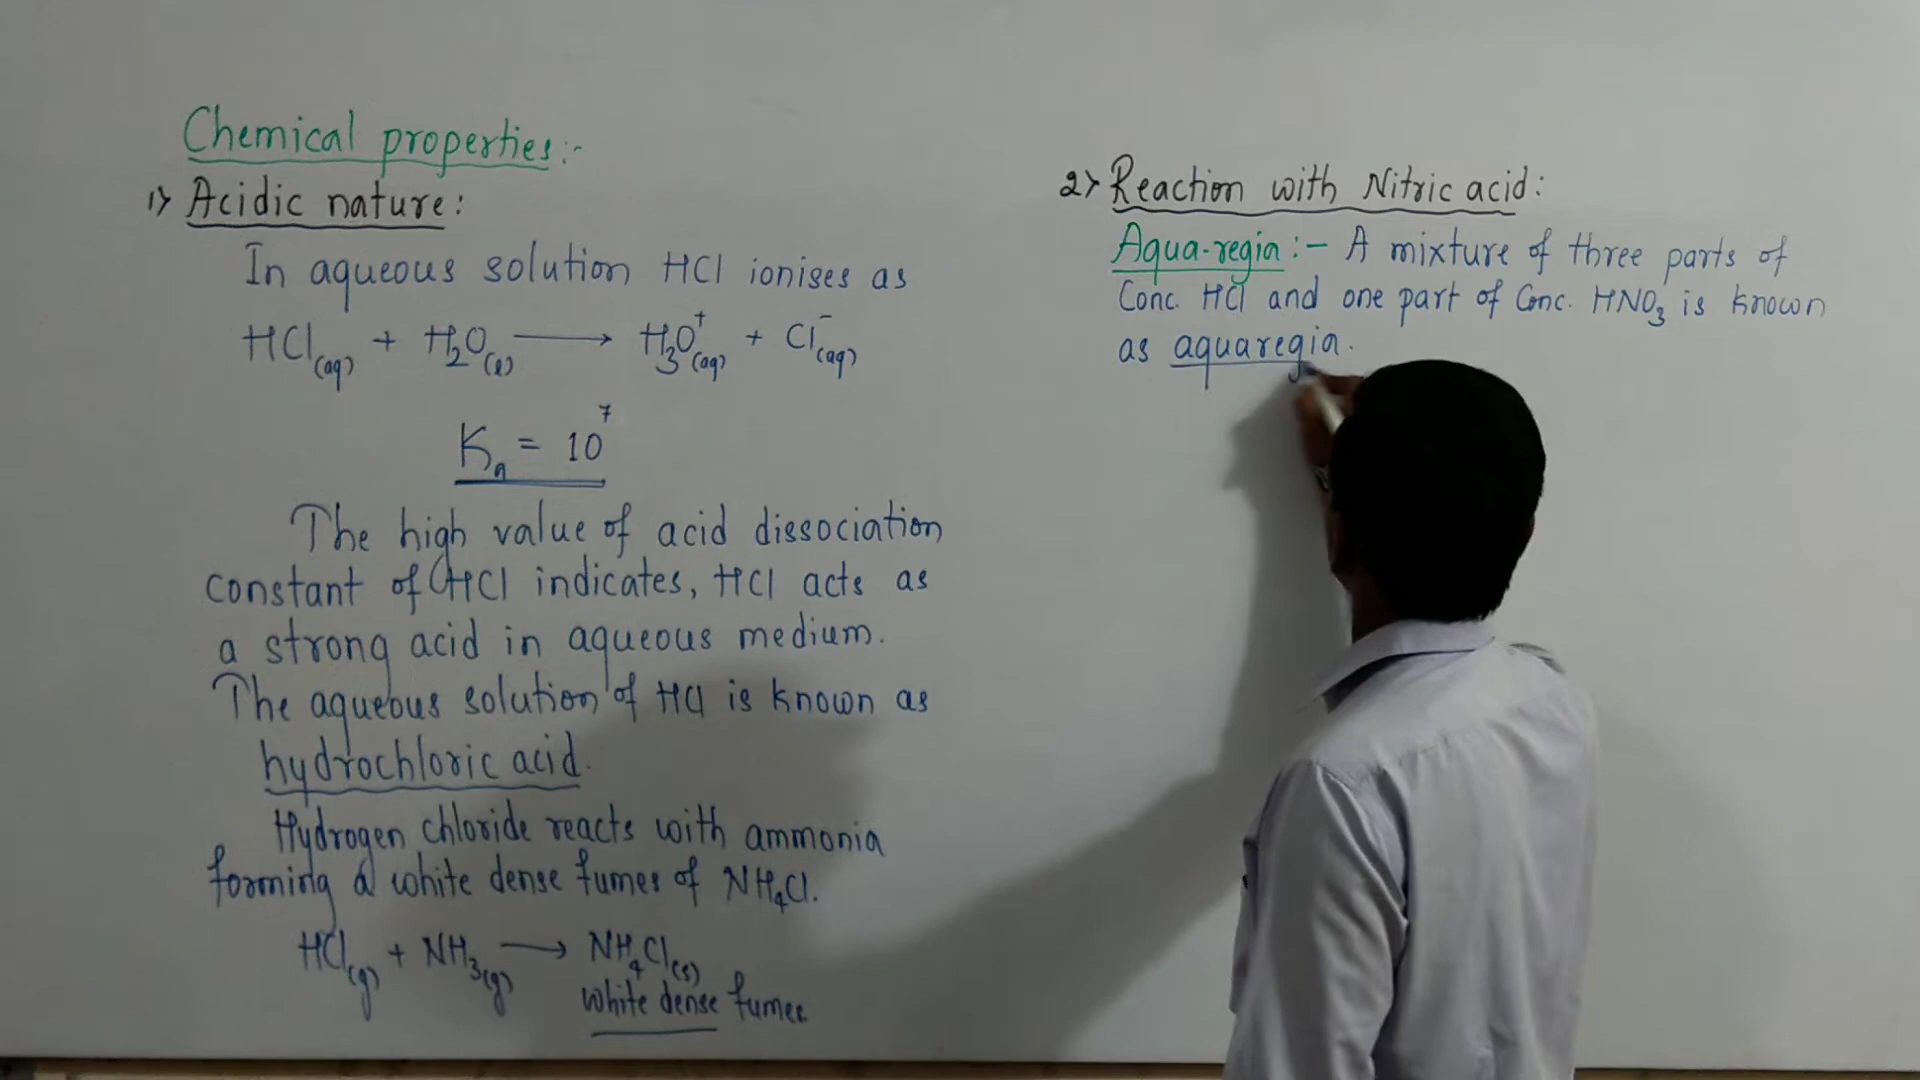 Chemical properties:-
1) Acidic nature:
In aqueous solution HCl ionises as
HCl(aq) + H₂O(l) ⟶ H₃O⁺(aq) + Cl⁻(aq)
Ka = 10⁷
The high value of acid dissociation
constant of HCl indicates, HCl acts as
a strong acid in aqueous medium.
The aqueous solution of HCl is known as
hydrochloric acid.
Hydrogen chloride reacts with ammonia
forming a white dense fumes of NH₄Cl.
HCl(g) + NH₃(g) ⟶ NH₄Cl(s)
white dense fumes
2) Reaction with Nitric acid:
Aqua-regia :- A mixture of three parts of
Conc. HCl and one part of Conc. HNO₃ is known
as aquaregia.